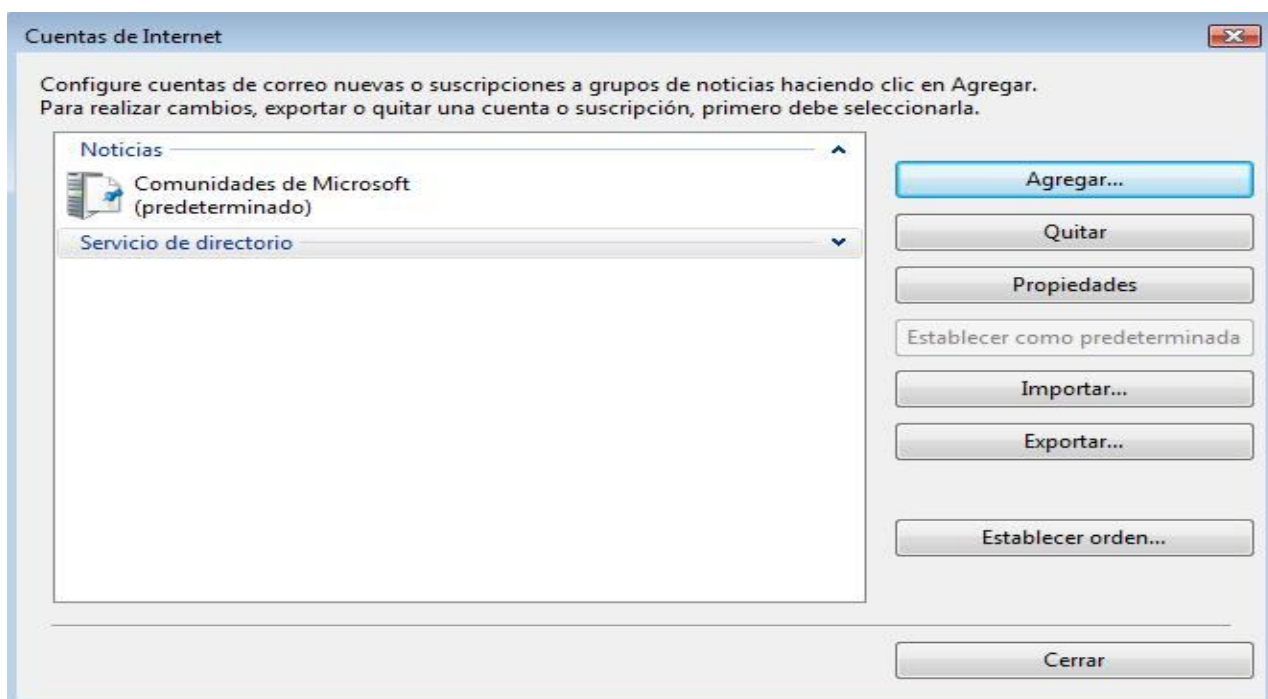 Cuentas de Internet
Configure cuentas de correo nuevas o suscripciones a grupos de noticias haciendo clic en Agregar.
Para realizar cambios, exportar o quitar una cuenta o suscripción, primero debe seleccionarla.
Noticias
Comunidades de Microsoft
(predeterminado)
Servicio de directorio
Agregar...
Quitar
Propiedades
Establecer como predeterminada
Importar...
Exportar...
Establecer orden...
Cerrar